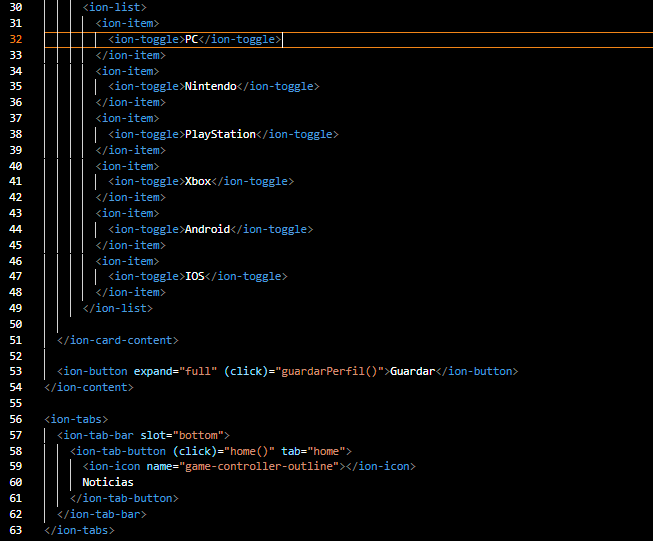 30 <ion-list>
31 <ion-item>
32 <ion-toggle>PC</ion-toggle>
33 </ion-item>
34 <ion-item>
35 <ion-toggle>Nintendo</ion-toggle>
36 </ion-item>
37 <ion-item>
38 <ion-toggle>PlayStation</ion-toggle>
39 </ion-item>
40 <ion-item>
41 <ion-toggle>Xbox</ion-toggle>
42 </ion-item>
43 <ion-item>
44 <ion-toggle>Android</ion-toggle>
45 </ion-item>
46 <ion-item>
47 <ion-toggle>IOS</ion-toggle>
48 </ion-item>
49 </ion-list>
50
51 </ion-card-content>
52
53 <ion-button expand="full" (click)="guardarPerfil()">Guardar</ion-button>
54 </ion-content>
55
56 <ion-tabs>
57 <ion-tab-bar slot="bottom">
58 <ion-tab-button (click)="home()" tab="home">
59 <ion-icon name="game-controller-outline"></ion-icon>
60 Noticias
61 </ion-tab-button>
62 </ion-tab-bar>
63 </ion-tabs>